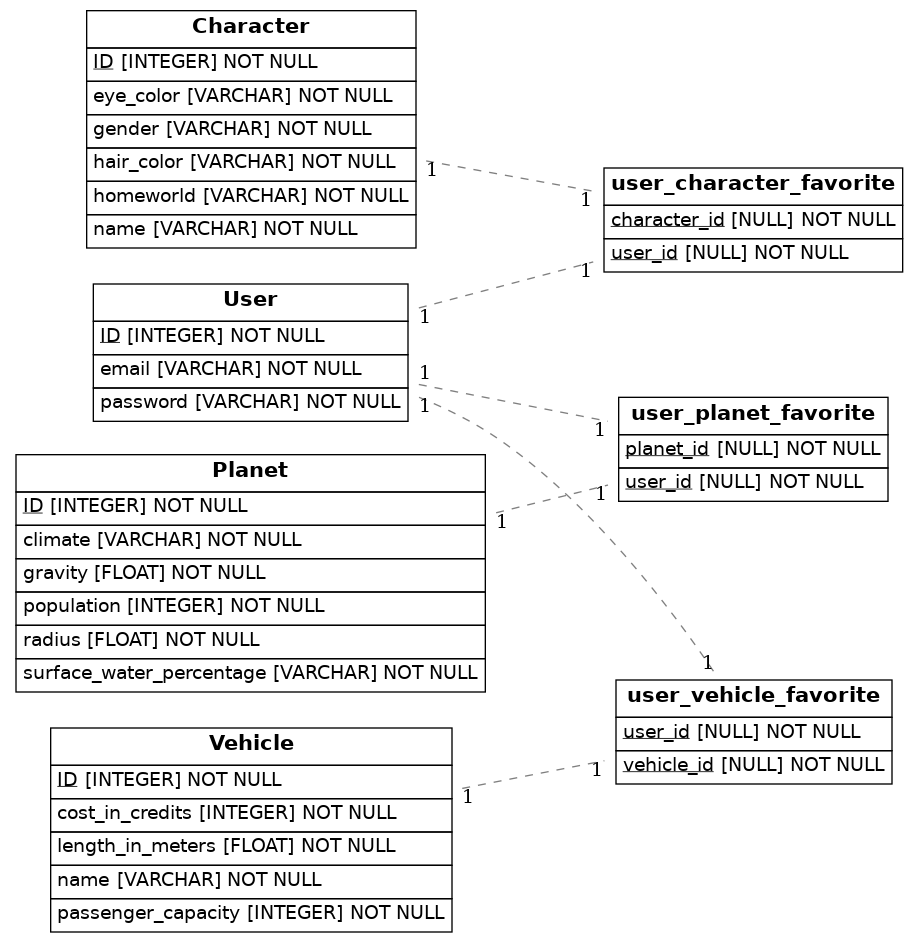 Character
ID [INTEGER] NOT NULL
eye_color [VARCHAR] NOT NULL
gender [VARCHAR] NOT NULL
hair_color [VARCHAR] NOT NULL
homeworld [VARCHAR] NOT NULL
name [VARCHAR] NOT NULL
1
1
user_character_favorite
character_id [NULL] NOT NULL
user_id [NULL] NOT NULL
User
ID [INTEGER] NOT NULL
email [VARCHAR] NOT NULL
password [VARCHAR] NOT NULL
1
1
1
1
1
user_planet_favorite
planet_id [NULL] NOT NULL
user_id [NULL] NOT NULL
Planet
ID [INTEGER] NOT NULL
climate [VARCHAR] NOT NULL
gravity [FLOAT] NOT NULL
population [INTEGER] NOT NULL
radius [FLOAT] NOT NULL
surface_water_percentage [VARCHAR] NOT NULL
1
1
1
user_vehicle_favorite
user_id [NULL] NOT NULL
vehicle_id [NULL] NOT NULL
Vehicle
ID [INTEGER] NOT NULL
cost_in_credits [INTEGER] NOT NULL
length_in_meters [FLOAT] NOT NULL
name [VARCHAR] NOT NULL
passenger_capacity [INTEGER] NOT NULL
1
1